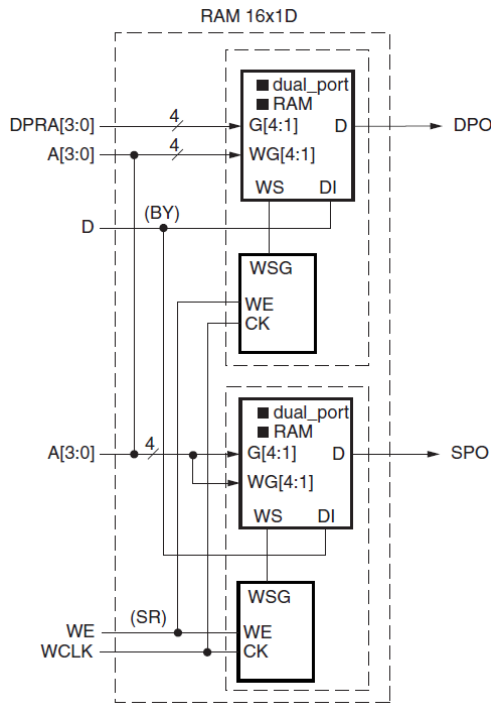 RAM 16x1D
dual_port
RAM
DPRA[3:0] 4 G[4:1] D DPO
A[3:0] 4 WG[4:1]
WS DI
D (BY)
WSG
WE
CK
dual_port
RAM
A[3:0] 4 G[4:1] D SPO
WG[4:1]
WS DI
WSG
WE (SR) WE
WCLK CK